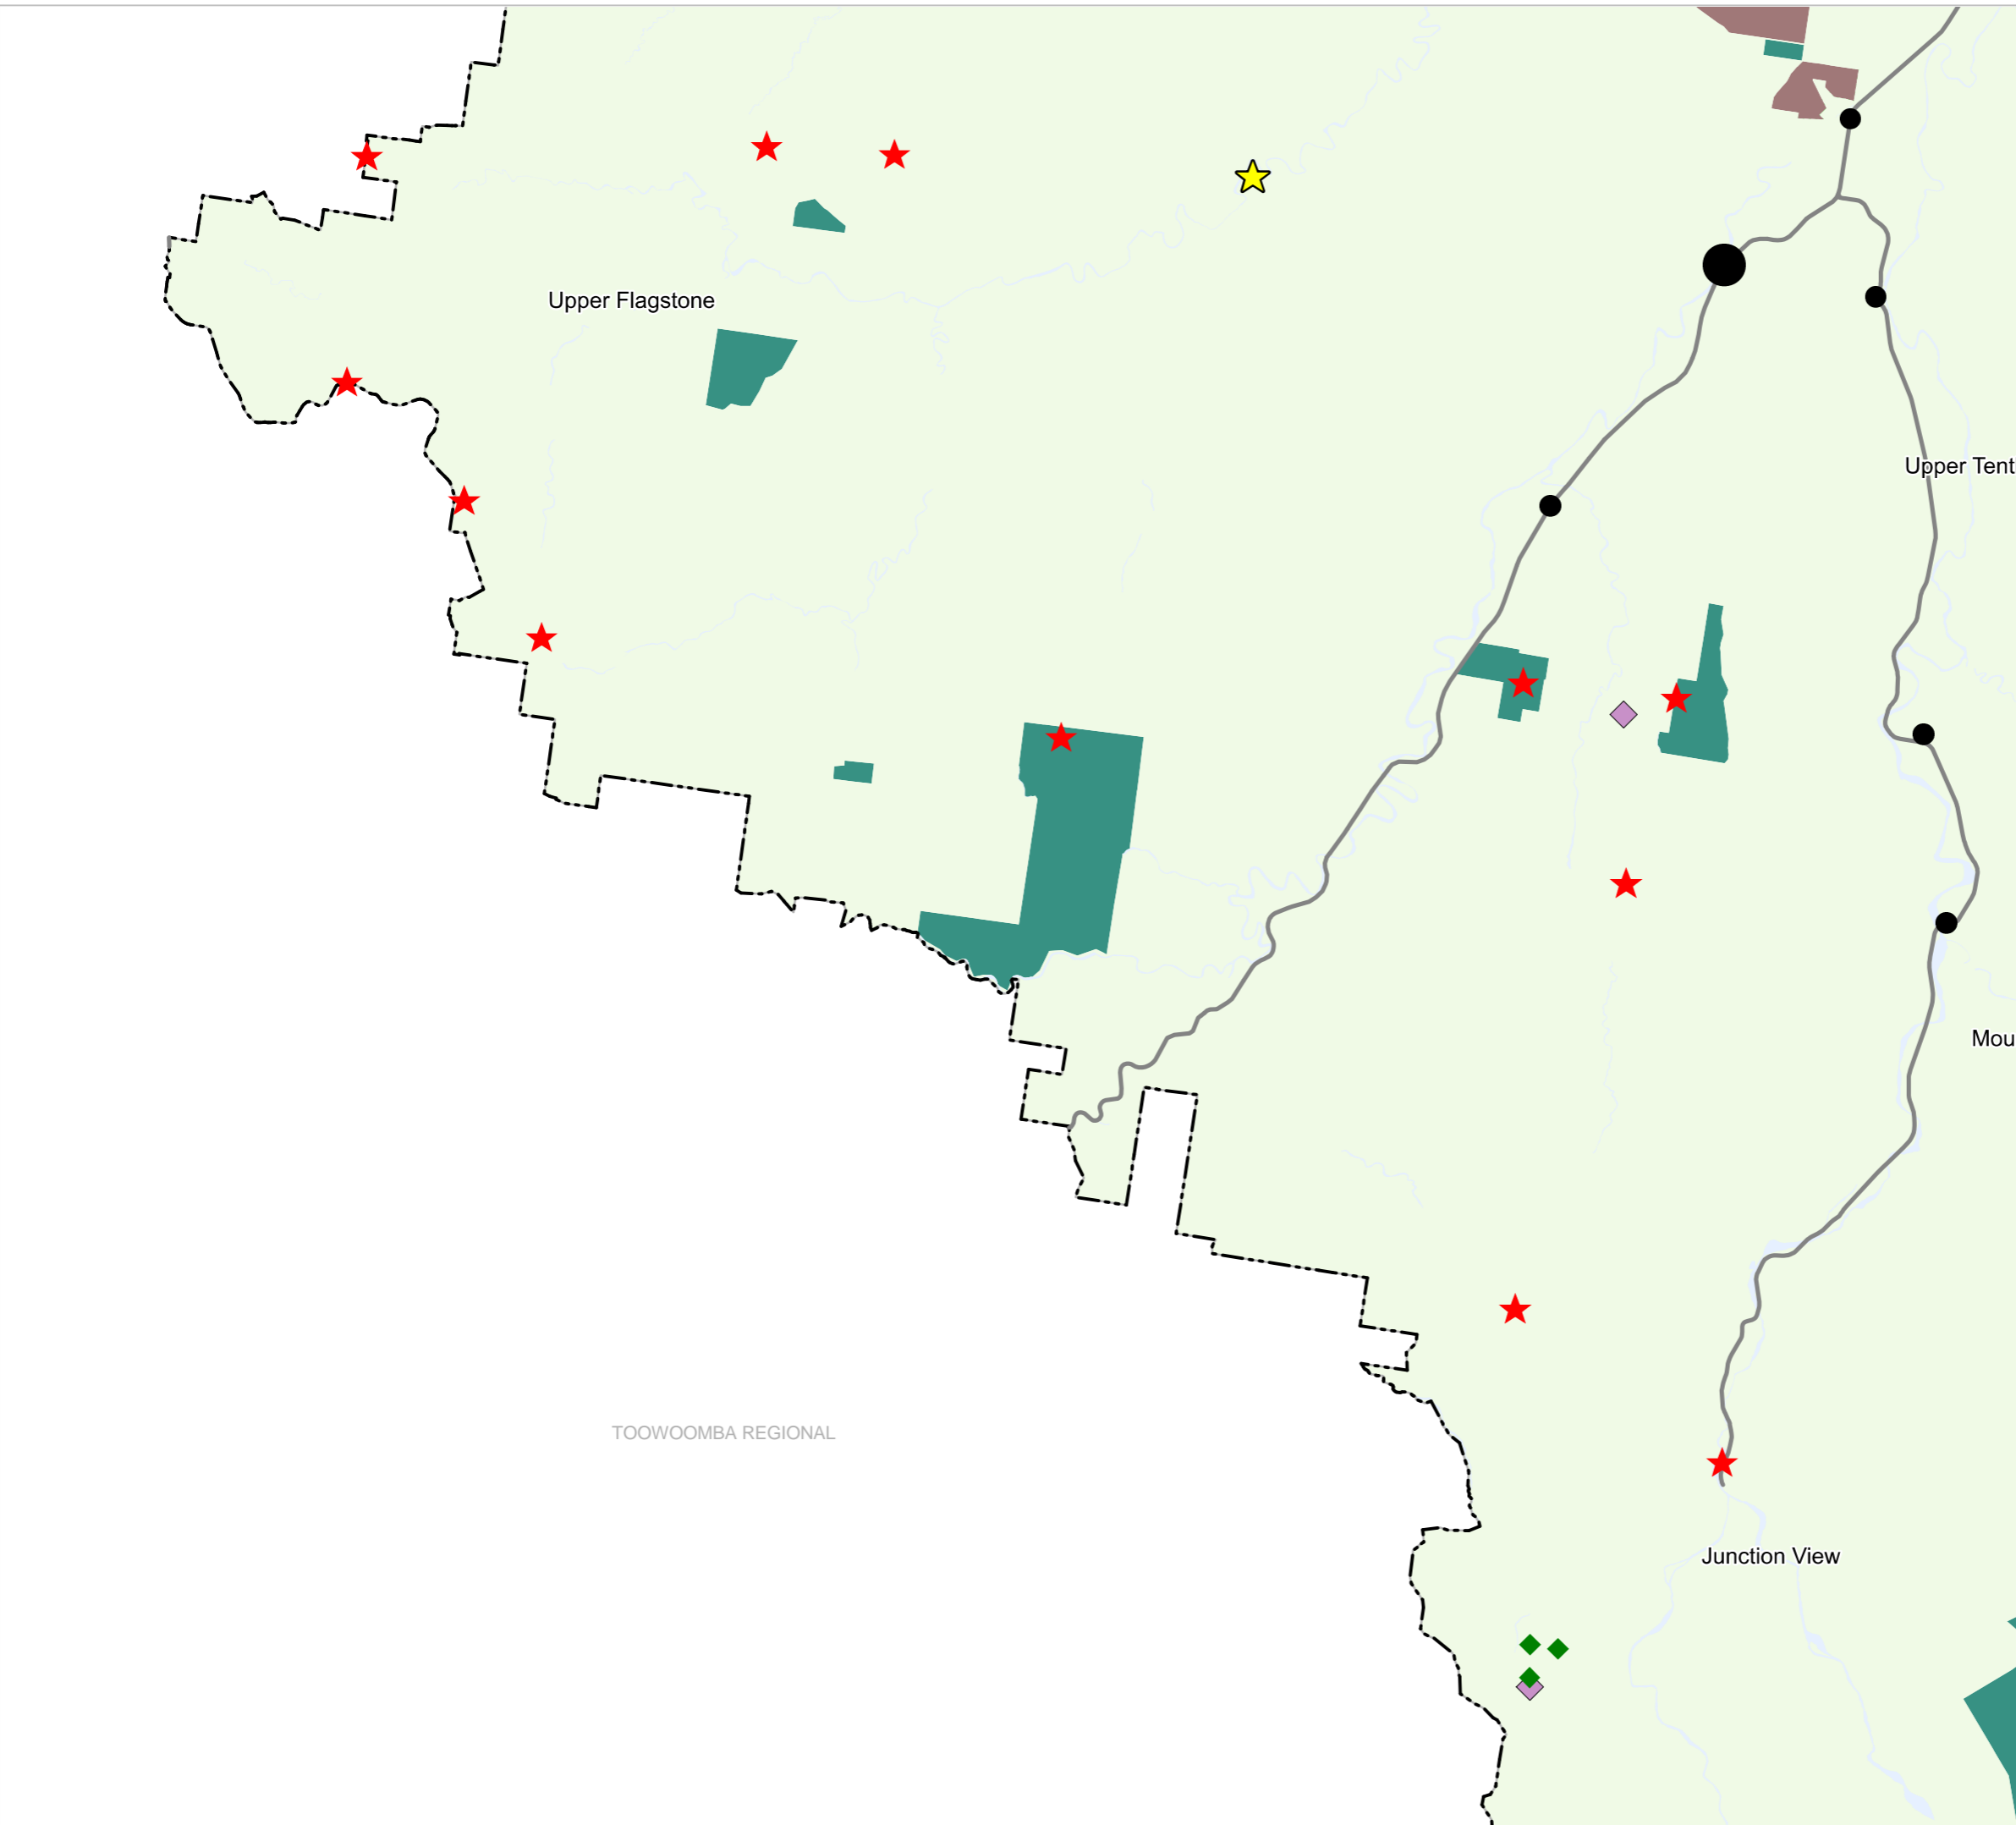 Upper Flagstone
Upper Tent
Mou
TOOWOOMBA REGIONAL
Junction View